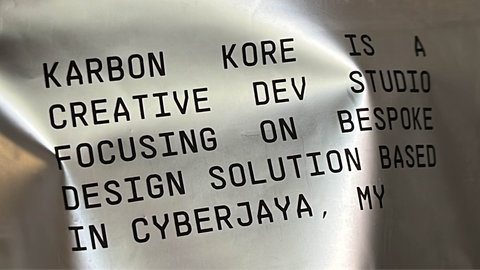 KARBON KORE IS A
CREATIVE DEV STUDIO
FOCUSING ON BESPOKE
DESIGN SOLUTION BASED
IN CYBERJAYA, MY